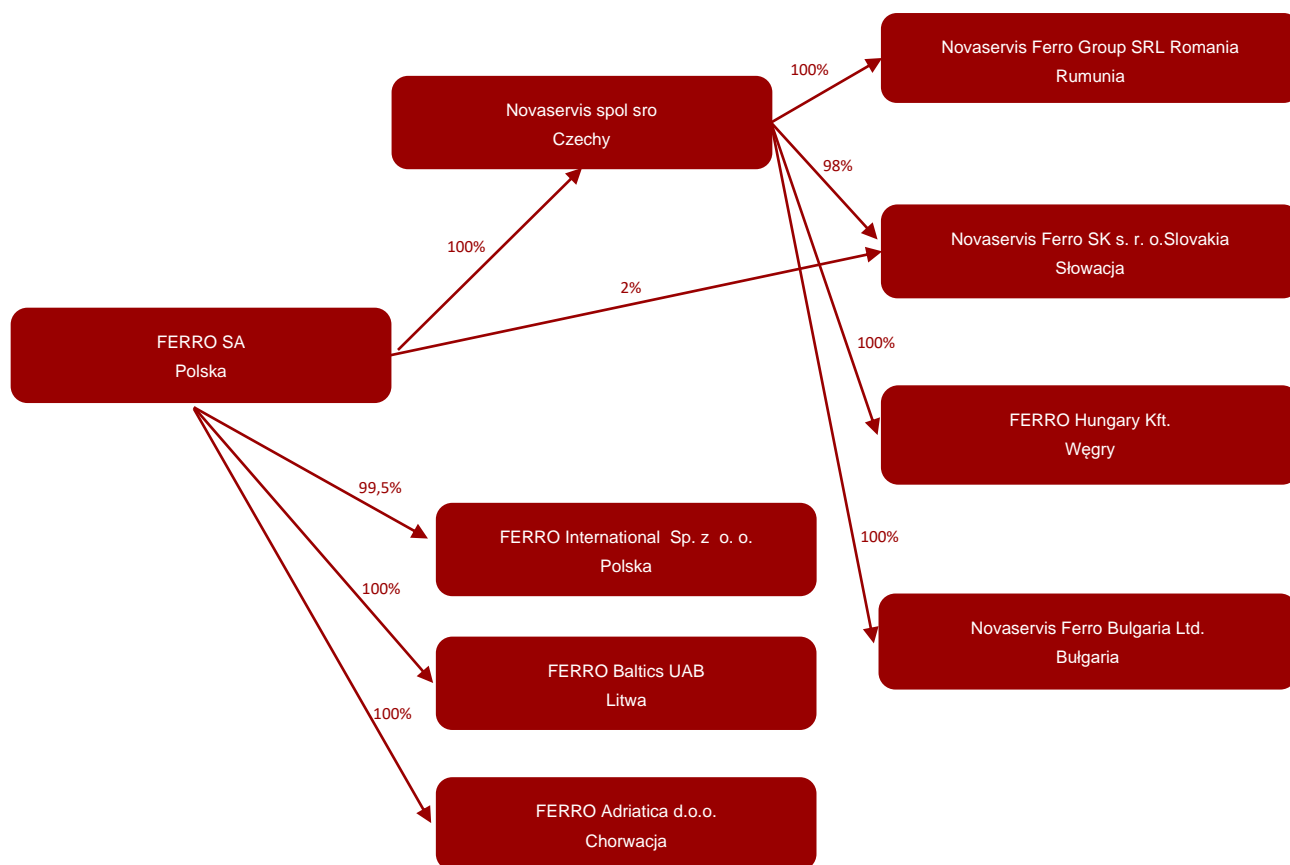 Novaservis Ferro Group SRL Romania
Rumunia
100%
Novaservis spol sro
Czechy
98%
Novaservis Ferro SK s. r. o.Slovakia
Słowacja
100%
2%
FERRO SA
Polska
100%
FERRO Hungary Kft.
Węgry
99,5%
FERRO International  Sp. z  o. o.
Polska
100%
100%
Novaservis Ferro Bulgaria Ltd.
Bułgaria
FERRO Baltics UAB
Litwa
100%
FERRO Adriatica d.o.o.
Chorwacja